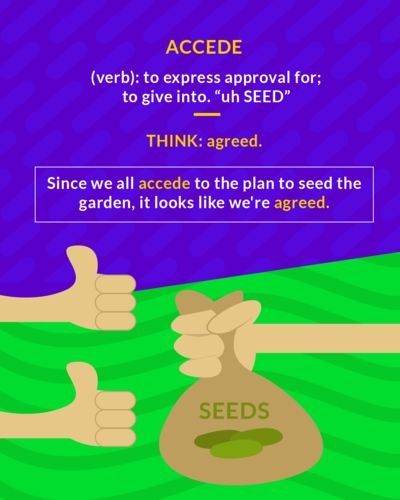 ACCEDE
(verb): to express approval for;
to give into. “uh SEED”
THINK: agreed.
Since we all accede to the plan to seed the
garden, it looks like we're agreed.
SEEDS